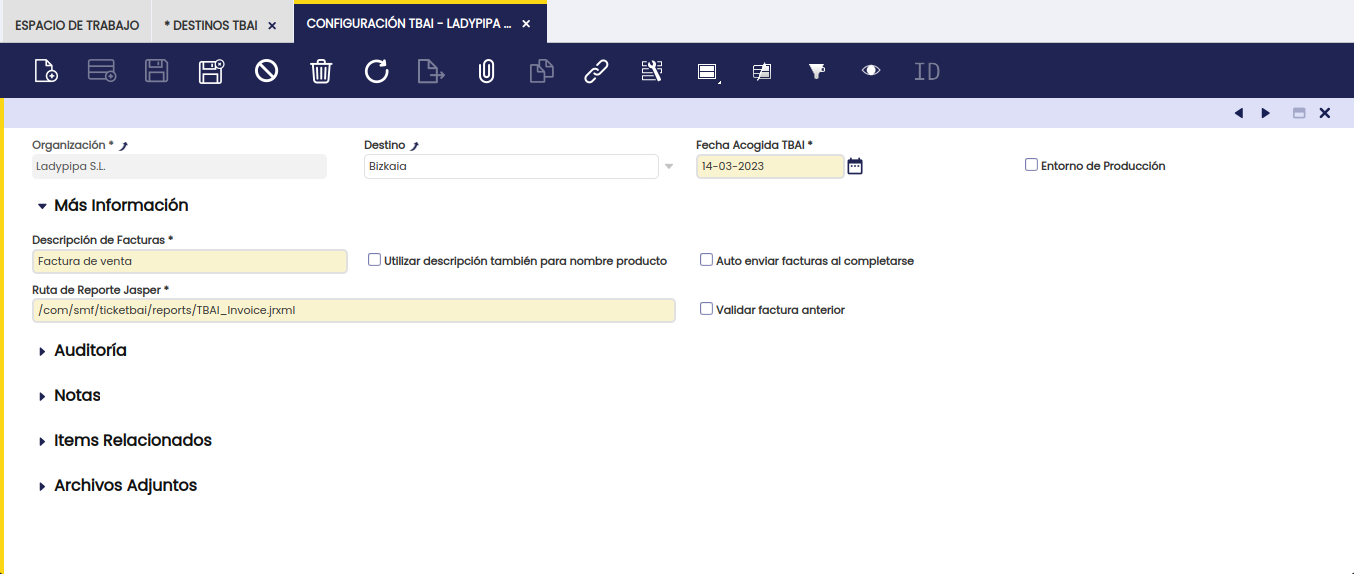 ESPACIO DE TRABAJO
* DESTINOS TBAI
CONFIGURACIÓN TBAI - LADYPIPA ...
ID
Organización *
Destino
Fecha Acogida TBAI *
Ladypipa S.L.
Bizkaia
14-03-2023
Entorno de Producción
Más Información
Descripción de Facturas *
Factura de venta
Utilizar descripción también para nombre producto
Auto enviar facturas al completarse
Ruta de Reporte Jasper *
/com/smf/ticketbai/reports/TBAI_Invoice.jrxml
Validar factura anterior
Auditoría
Notas
Items Relacionados
Archivos Adjuntos